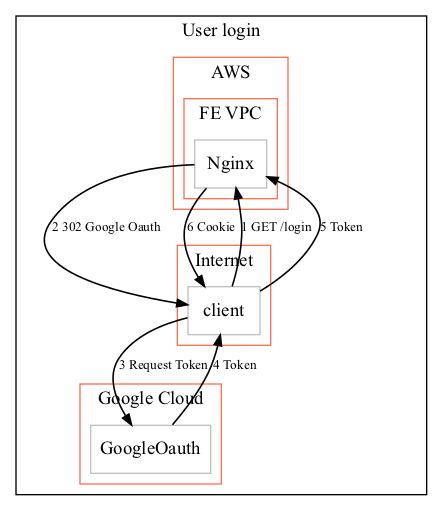 User login
AWS
FE VPC
Nginx
2 302 Google Oauth
6 Cookie
1 GET /login
5 Token
Internet
client
3 Request Token
4 Token
Google Cloud
GoogleOauth